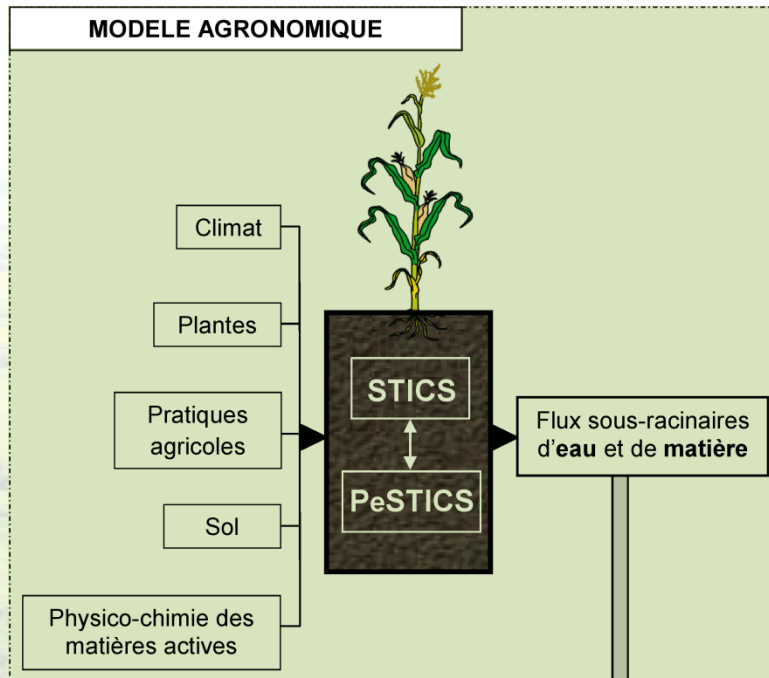 MODELE AGRONOMIQUE
Climat
Plantes
Pratiques
agricoles
Sol
Physico-chimie des
matières actives
STICS
PeSTICS
Flux sous-racinaires
d'eau et de matière